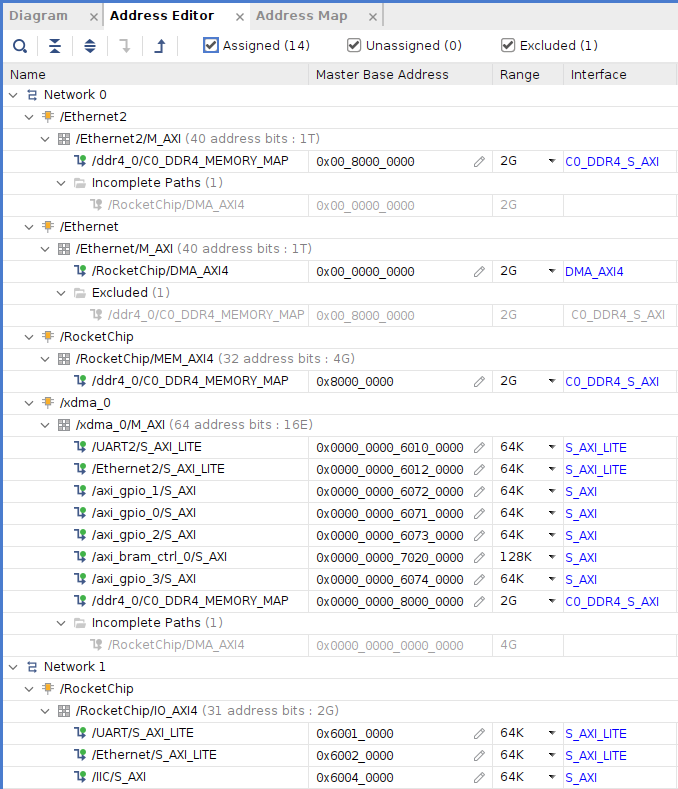 Diagram × Address Editor × Address Map ×
Assigned (14) Unassigned (0) Excluded (1)
Name Master Base Address Range Interface
Network 0
/Ethernet2
/Ethernet2/M_AXI (40 address bits : 1T)
/ddr4_0/C0_DDR4_MEMORY_MAP 0x00_8000_0000 2G C0_DDR4_S_AXI
Incomplete Paths (1)
/RocketChip/DMA_AXI4 0x00_0000_0000 2G
/Ethernet
/Ethernet/M_AXI (40 address bits : 1T)
/RocketChip/DMA_AXI4 0x00_0000_0000 2G DMA_AXI4
Excluded (1)
/ddr4_0/C0_DDR4_MEMORY_MAP 0x00_8000_0000 2G C0_DDR4_S_AXI
/RocketChip
/RocketChip/MEM_AXI4 (32 address bits : 4G)
/ddr4_0/C0_DDR4_MEMORY_MAP 0x8000_0000 2G C0_DDR4_S_AXI
/xdma_0
/xdma_0/M_AXI (64 address bits : 16E)
/UART2/S_AXI_LITE 0x0000_0000_6010_0000 64K S_AXI_LITE
/Ethernet2/S_AXI_LITE 0x0000_0000_6012_0000 64K S_AXI_LITE
/axi_gpio_1/S_AXI 0x0000_0000_6072_0000 64K S_AXI
/axi_gpio_0/S_AXI 0x0000_0000_6071_0000 64K S_AXI
/axi_gpio_2/S_AXI 0x0000_0000_6073_0000 64K S_AXI
/axi_bram_ctrl_0/S_AXI 0x0000_0000_7020_0000 128K S_AXI
/axi_gpio_3/S_AXI 0x0000_0000_6074_0000 64K S_AXI
/ddr4_0/C0_DDR4_MEMORY_MAP 0x0000_0000_8000_0000 2G C0_DDR4_S_AXI
Incomplete Paths (1)
/RocketChip/DMA_AXI4 0x0000_0000_0000_0000 4G
Network 1
/RocketChip
/RocketChip/IO_AXI4 (31 address bits : 2G)
/UART/S_AXI_LITE 0x6001_0000 64K S_AXI_LITE
/Ethernet/S_AXI_LITE 0x6002_0000 64K S_AXI_LITE
/IIC/S_AXI 0x6004_0000 64K S_AXI